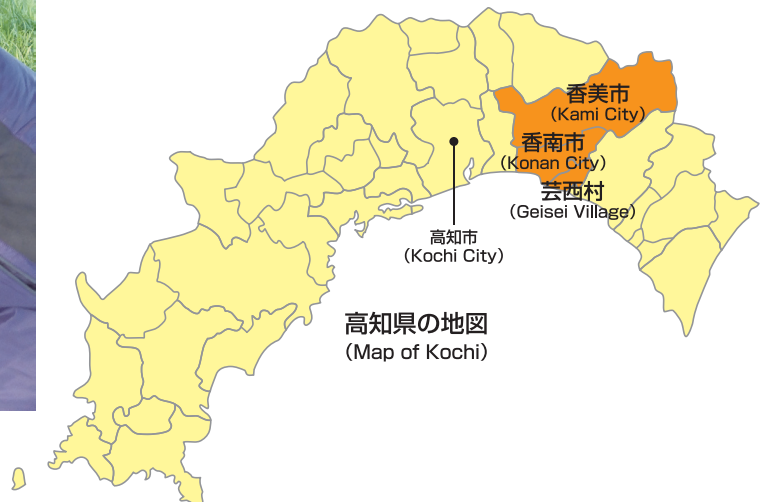 香美市
(Kami City)
香南市
(Konan City)
芸西村
(Geisei Village)
高知市
(Kochi City)
高知県の地図
(Map of Kochi)